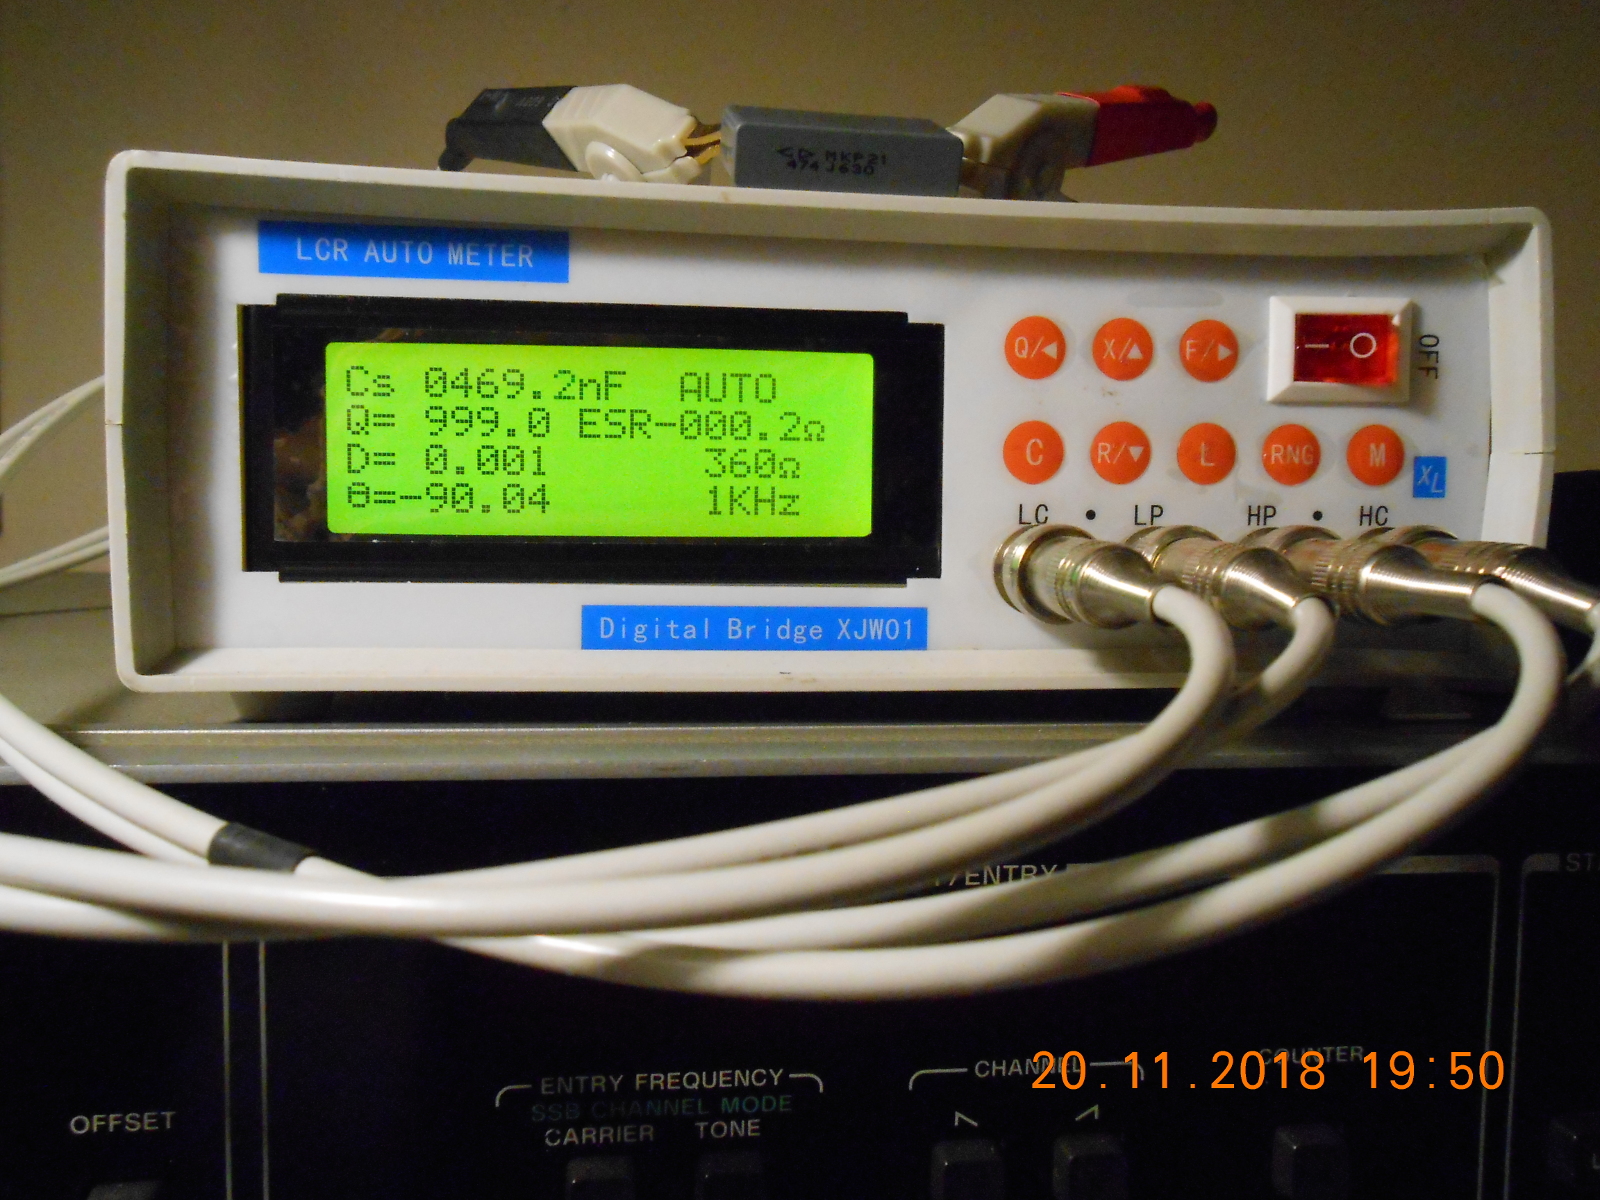 MKP21
474J630
LCR AUTO METER
Cs 0469.2nF AUTO
Q= 999.0 ESR-000.2Ω
D= 0.001 360Ω
θ=-90.04 1KHz
Q/◀ X/▲ F/▶
OFF
C R/▼ L RNG M
XL
LC • LP HP • HC
Digital Bridge XJW01
/ENTRY
ST
CHANNEL
COUNTER
20.11.2018 19:50
ENTRY FREQUENCY
SSB CHANNEL MODE
OFFSET
CARRIER TONE